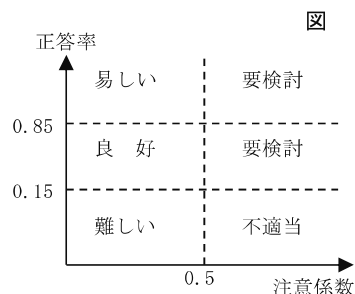 図
正答率
易しい 要検討
0.85
良 好 要検討
0.15
難しい 不適当
0.5
注意係数